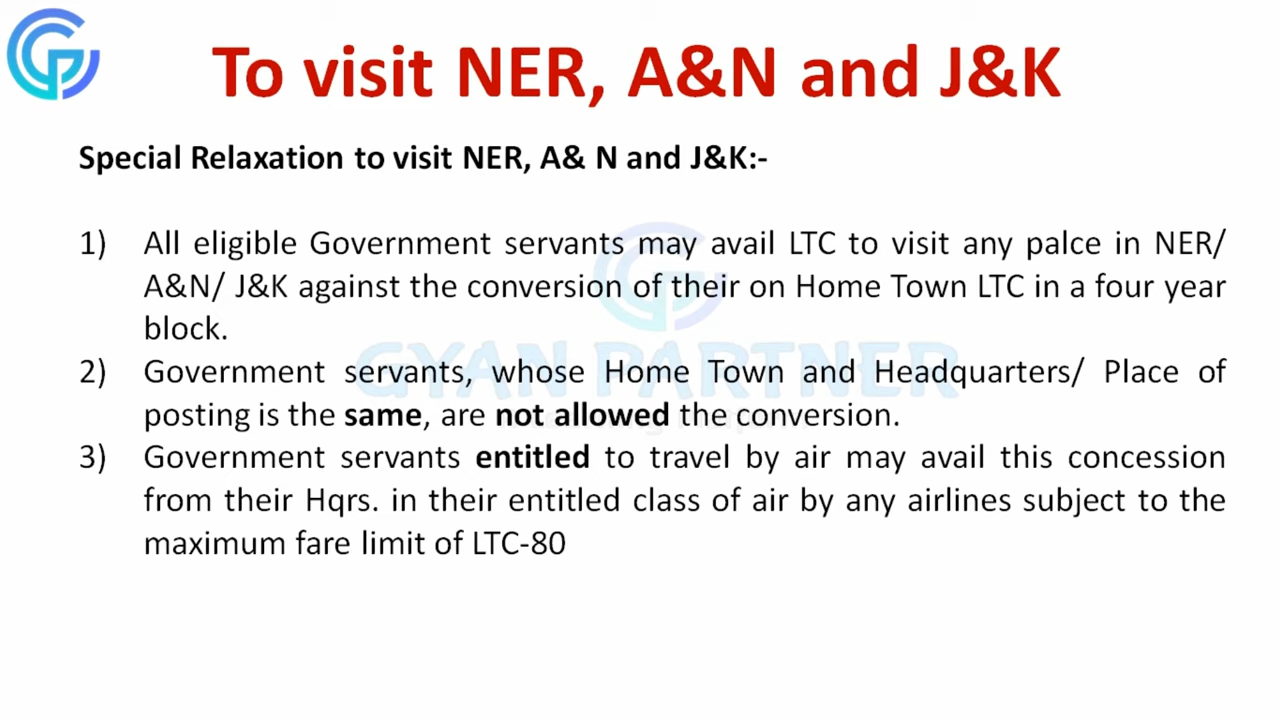 To visit NER, A&N and J&K
Special Relaxation to visit NER, A& N and J&K:-
1) All eligible Government servants may avail LTC to visit any palce in NER/
A&N/ J&K against the conversion of their on Home Town LTC in a four year
block.
2) Government servants, whose Home Town and Headquarters/ Place of
posting is the same, are not allowed the conversion.
3) Government servants entitled to travel by air may avail this concession
from their Hqrs. in their entitled class of air by any airlines subject to the
maximum fare limit of LTC-80
GYAN PARTNER